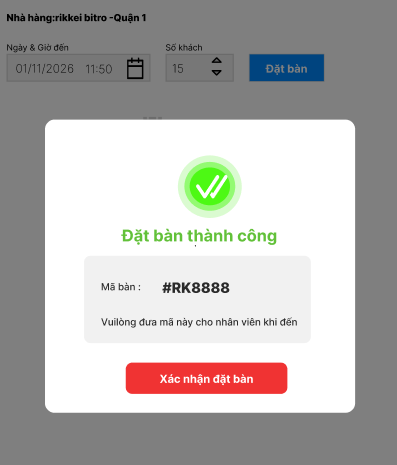 Nhà hàng:rikkei bitro -Quận 1
Ngày & Giờ đến Số khách
01/11/2026 11:50 15 Đặt bàn
Đặt bàn thành công
Mã bàn : #RK8888
Vuilòng đưa mã này cho nhân viên khi đến
Xác nhận đặt bàn